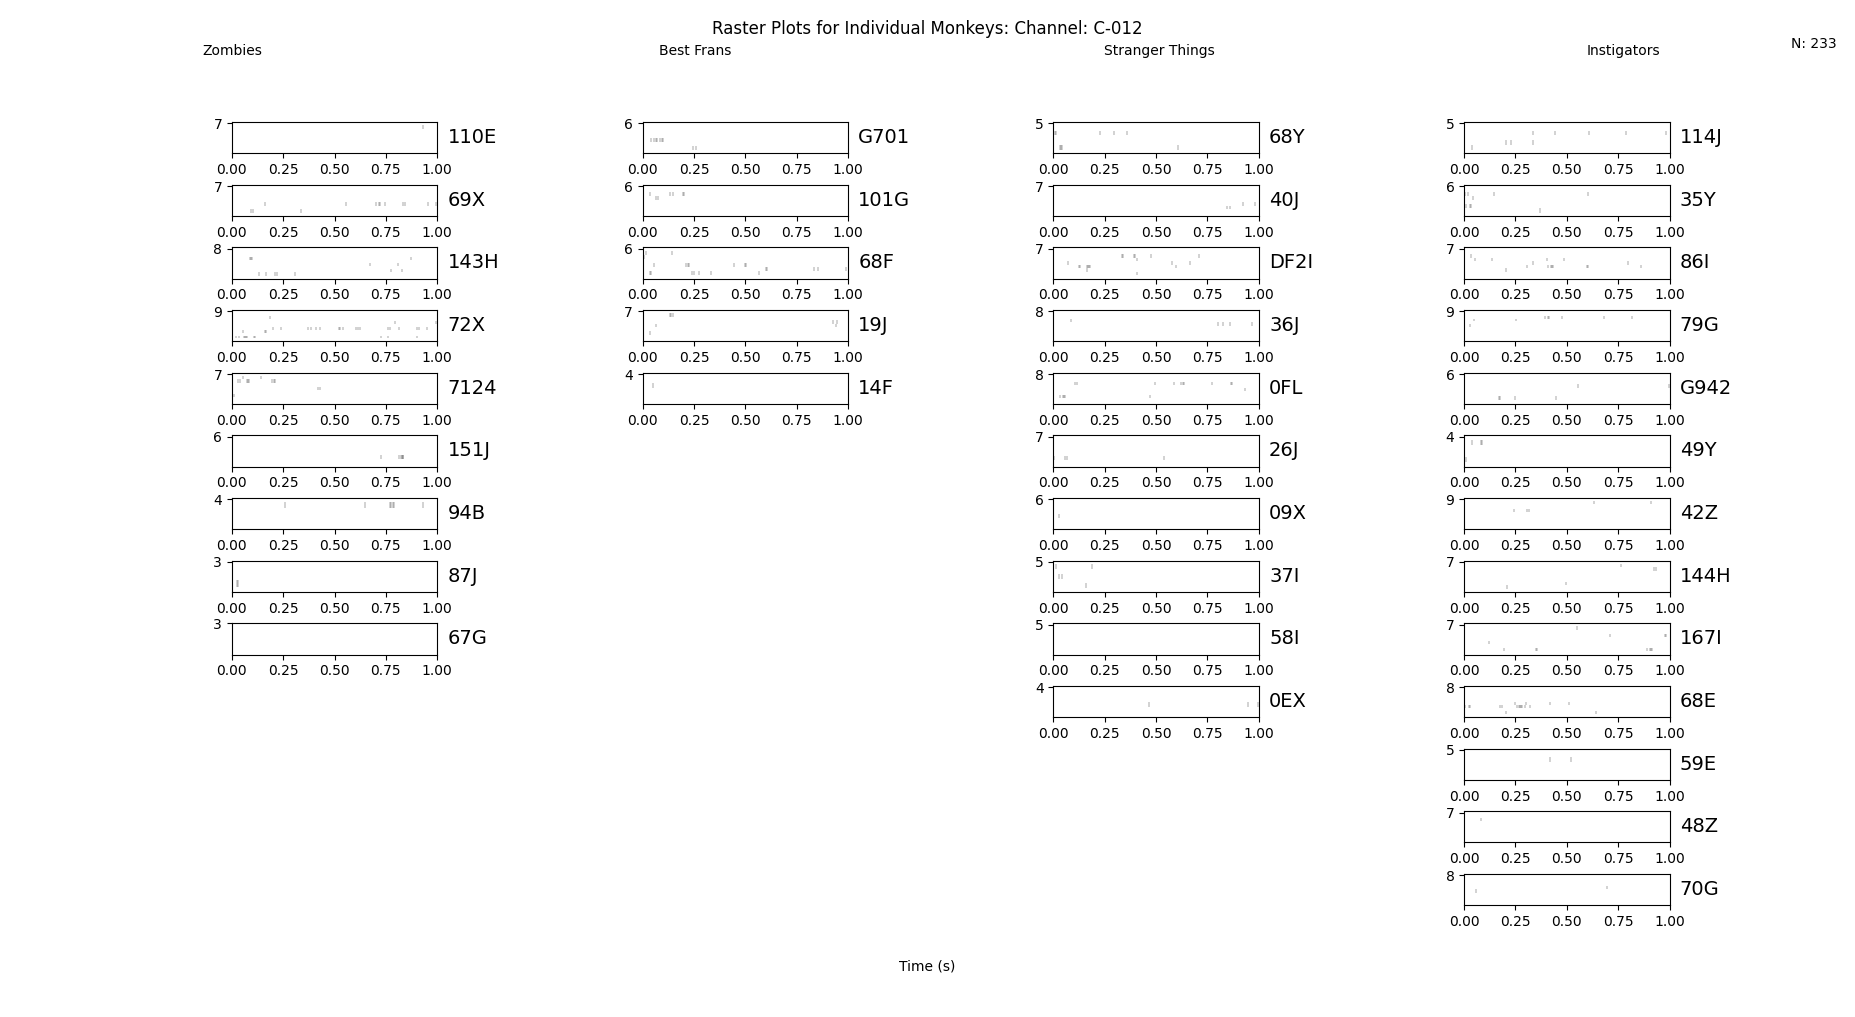 Raster Plots for Individual Monkeys: Channel: C-012
Zombies Best Frans Stranger Things Instigators N: 233
7 110E 6 G701 5 68Y 5 114J
0.00 0.25 0.50 0.75 1.00 0.00 0.25 0.50 0.75 1.00 0.00 0.25 0.50 0.75 1.00 0.00 0.25 0.50 0.75 1.00
7 69X 6 101G 7 40J 6 35Y
0.00 0.25 0.50 0.75 1.00 0.00 0.25 0.50 0.75 1.00 0.00 0.25 0.50 0.75 1.00 0.00 0.25 0.50 0.75 1.00
8 143H 6 68F 7 DF2I 7 86I
0.00 0.25 0.50 0.75 1.00 0.00 0.25 0.50 0.75 1.00 0.00 0.25 0.50 0.75 1.00 0.00 0.25 0.50 0.75 1.00
9 72X 7 19J 8 36J 9 79G
0.00 0.25 0.50 0.75 1.00 0.00 0.25 0.50 0.75 1.00 0.00 0.25 0.50 0.75 1.00 0.00 0.25 0.50 0.75 1.00
7 7124 4 14F 8 0FL 6 G942
0.00 0.25 0.50 0.75 1.00 0.00 0.25 0.50 0.75 1.00 0.00 0.25 0.50 0.75 1.00 0.00 0.25 0.50 0.75 1.00
6 151J 7 26J 4 49Y
0.00 0.25 0.50 0.75 1.00 0.00 0.25 0.50 0.75 1.00 0.00 0.25 0.50 0.75 1.00
4 94B 6 09X 9 42Z
0.00 0.25 0.50 0.75 1.00 0.00 0.25 0.50 0.75 1.00 0.00 0.25 0.50 0.75 1.00
3 87J 5 37I 7 144H
0.00 0.25 0.50 0.75 1.00 0.00 0.25 0.50 0.75 1.00 0.00 0.25 0.50 0.75 1.00
3 67G 5 58I 7 167I
0.00 0.25 0.50 0.75 1.00 0.00 0.25 0.50 0.75 1.00 0.00 0.25 0.50 0.75 1.00
4 0EX 8 68E
0.00 0.25 0.50 0.75 1.00 0.00 0.25 0.50 0.75 1.00
5 59E
0.00 0.25 0.50 0.75 1.00
7 48Z
0.00 0.25 0.50 0.75 1.00
8 70G
0.00 0.25 0.50 0.75 1.00
Time (s)